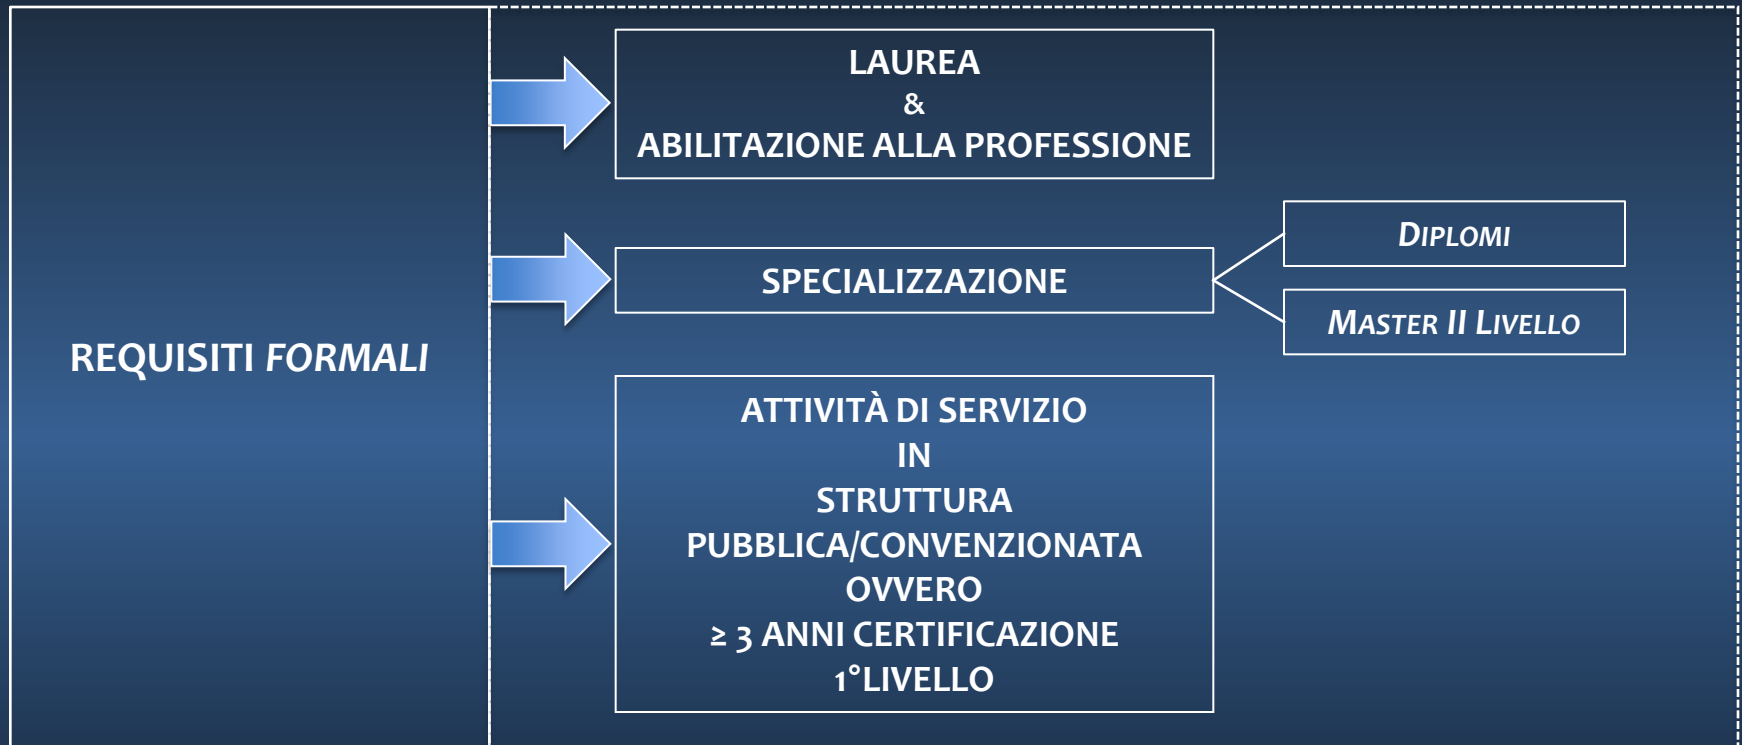 REQUISITI FORMALI
LAUREA
&
ABILITAZIONE ALLA PROFESSIONE
SPECIALIZZAZIONE
DIPLOMI
MASTER II LIVELLO
ATTIVITÀ DI SERVIZIO
IN
STRUTTURA
PUBBLICA/CONVENZIONATA
OVVERO
≥ 3 ANNI CERTIFICAZIONE
1°LIVELLO